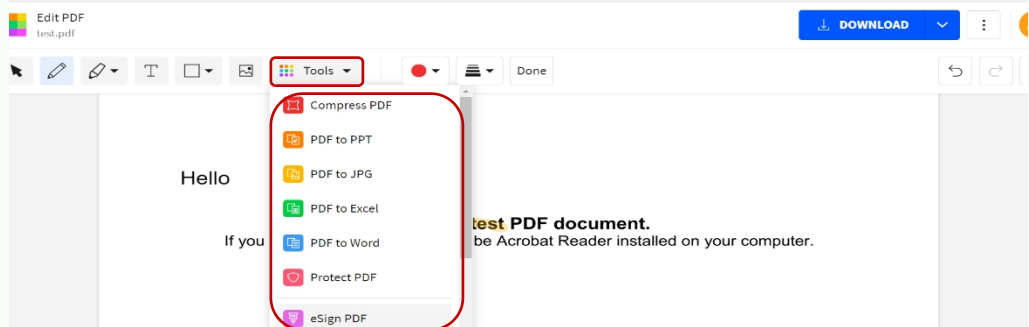 Edit PDF
test.pdf
DOWNLOAD
T
Tools
Done
Compress PDF
PDF to PPT
PDF to JPG
PDF to Excel
PDF to Word
Protect PDF
eSign PDF
Hello
test PDF document.
If you
be Acrobat Reader installed on your computer.